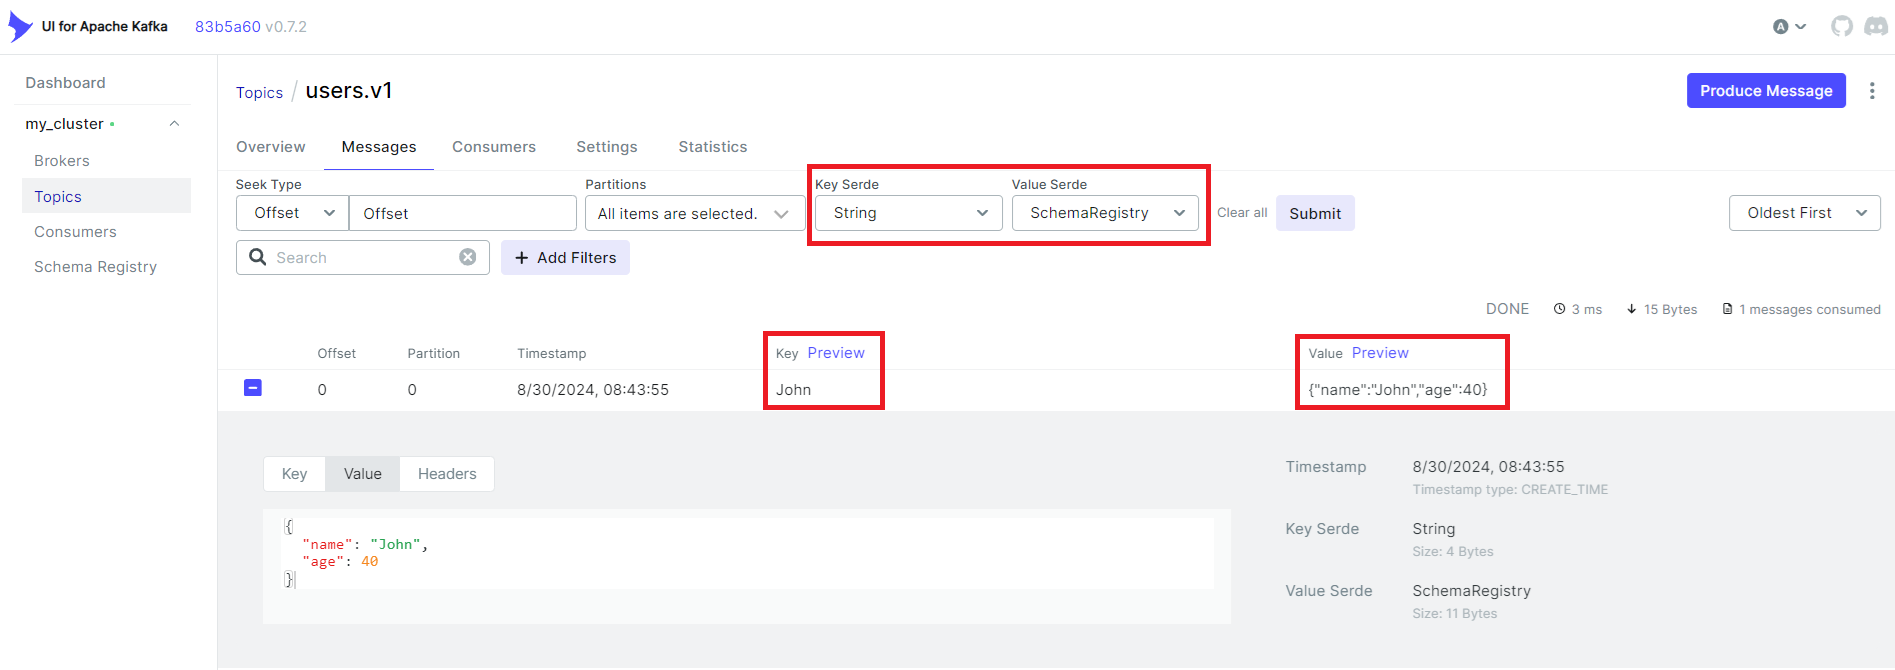 UI for Apache Kafka 83b5a60 v0.7.2 A
Dashboard
my_cluster
Brokers
Topics
Consumers
Schema Registry
Topics / users.v1
Produce Message
Overview Messages Consumers Settings Statistics
Seek Type Partitions Key Serde Value Serde
Offset Offset All items are selected. String SchemaRegistry Clear all Submit Oldest First
Search + Add Filters
DONE 3 ms 15 Bytes 1 messages consumed
Offset Partition Timestamp Key Preview Value Preview
0 0 8/30/2024, 08:43:55 John {"name":"John","age":40}
Key Value Headers
{
"name": "John",
"age": 40
}
Timestamp 8/30/2024, 08:43:55
Timestamp type: CREATE_TIME
Key Serde String
Size: 4 Bytes
Value Serde SchemaRegistry
Size: 11 Bytes